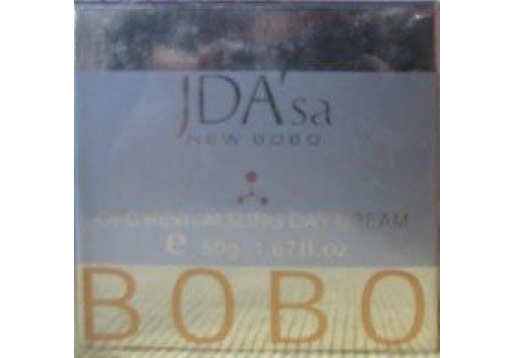 JDA'sa
NEW BOBO
DAY CREAM
e 50g 1.67fl.oz
BOBO